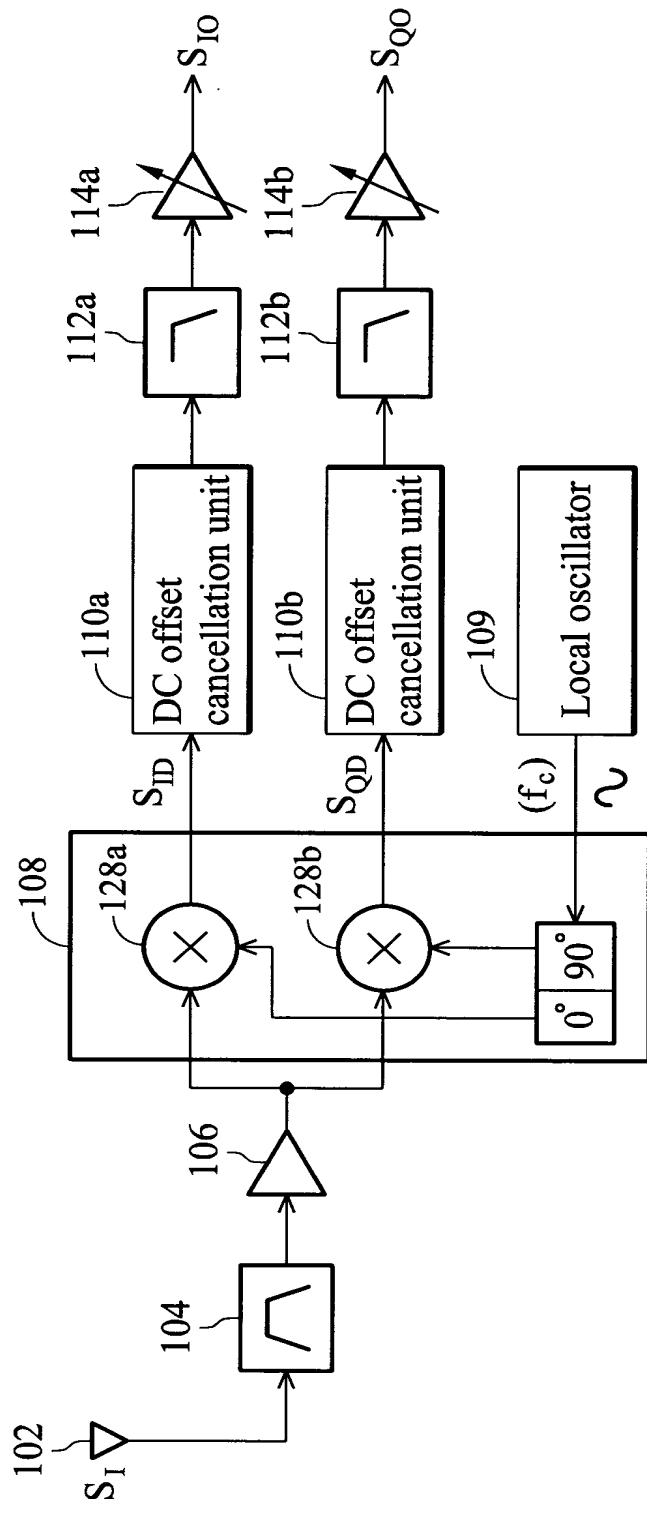 102
S_I
104
106
108
128a
128b
0°
90°
S_ID
S_QD
(f_c)
110a
DC offset
cancellation unit
110b
DC offset
cancellation unit
109
Local oscillator
112a
112b
114a
114b
S_IO
S_QO